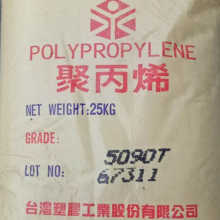 POLYPROPYLENE
聚丙烯
NET WEIGHT:25KG
GRADE: 5090T
LOT NO: 67311
台灣塑膠工業股份有限公司